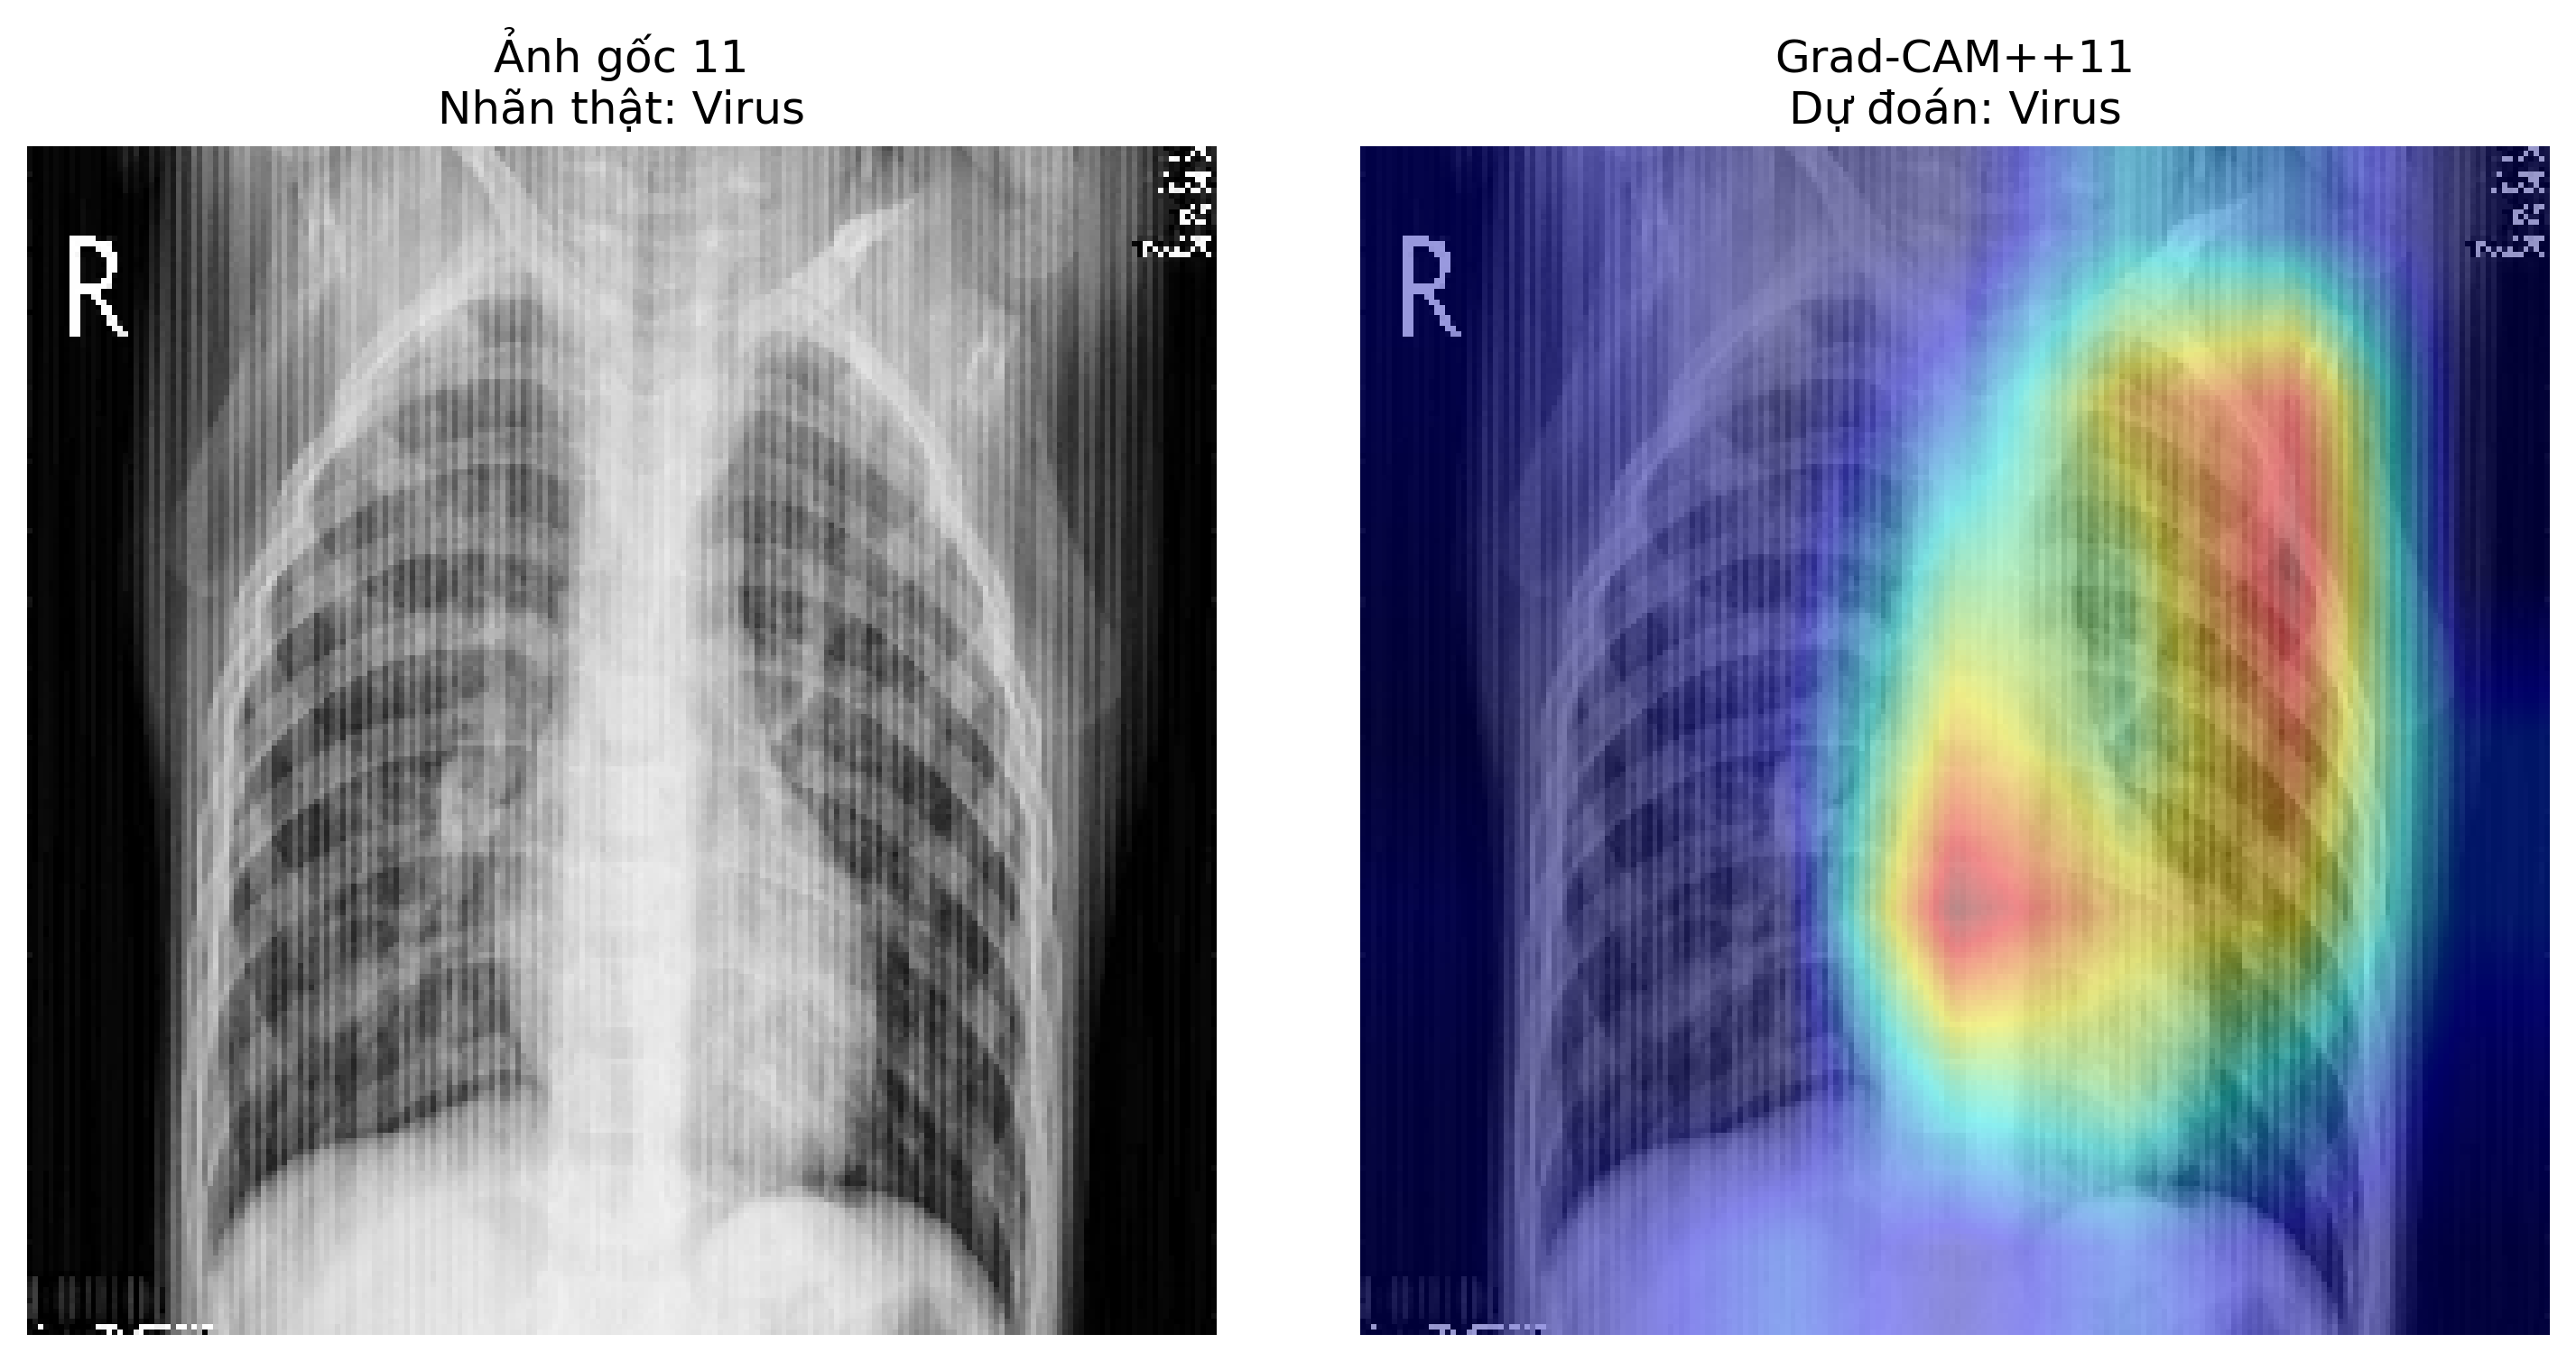 Ảnh gốc 11
Nhãn thật: Virus
R
Grad-CAM++11
Dự đoán: Virus
R